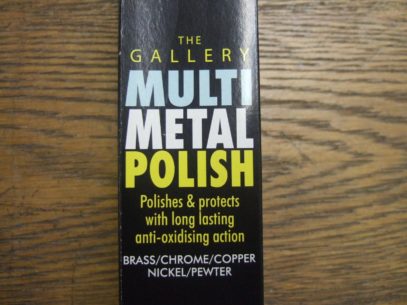 THE
GALLERY
MULTI
METAL
POLISH
Polishes & protects
with long lasting
anti-oxidising action
BRASS/CHROME/COPPER
NICKEL/PEWTER